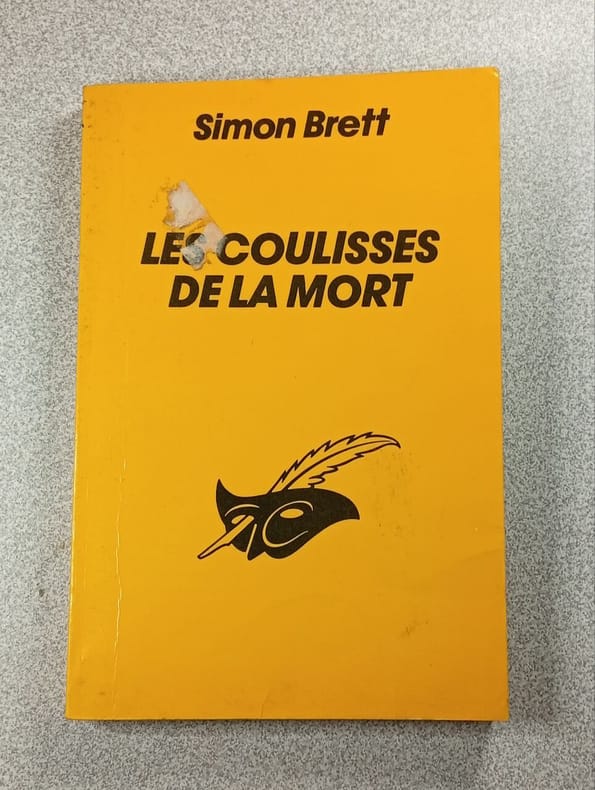 Simon Brett
LES COULISSES
DE LA MORT